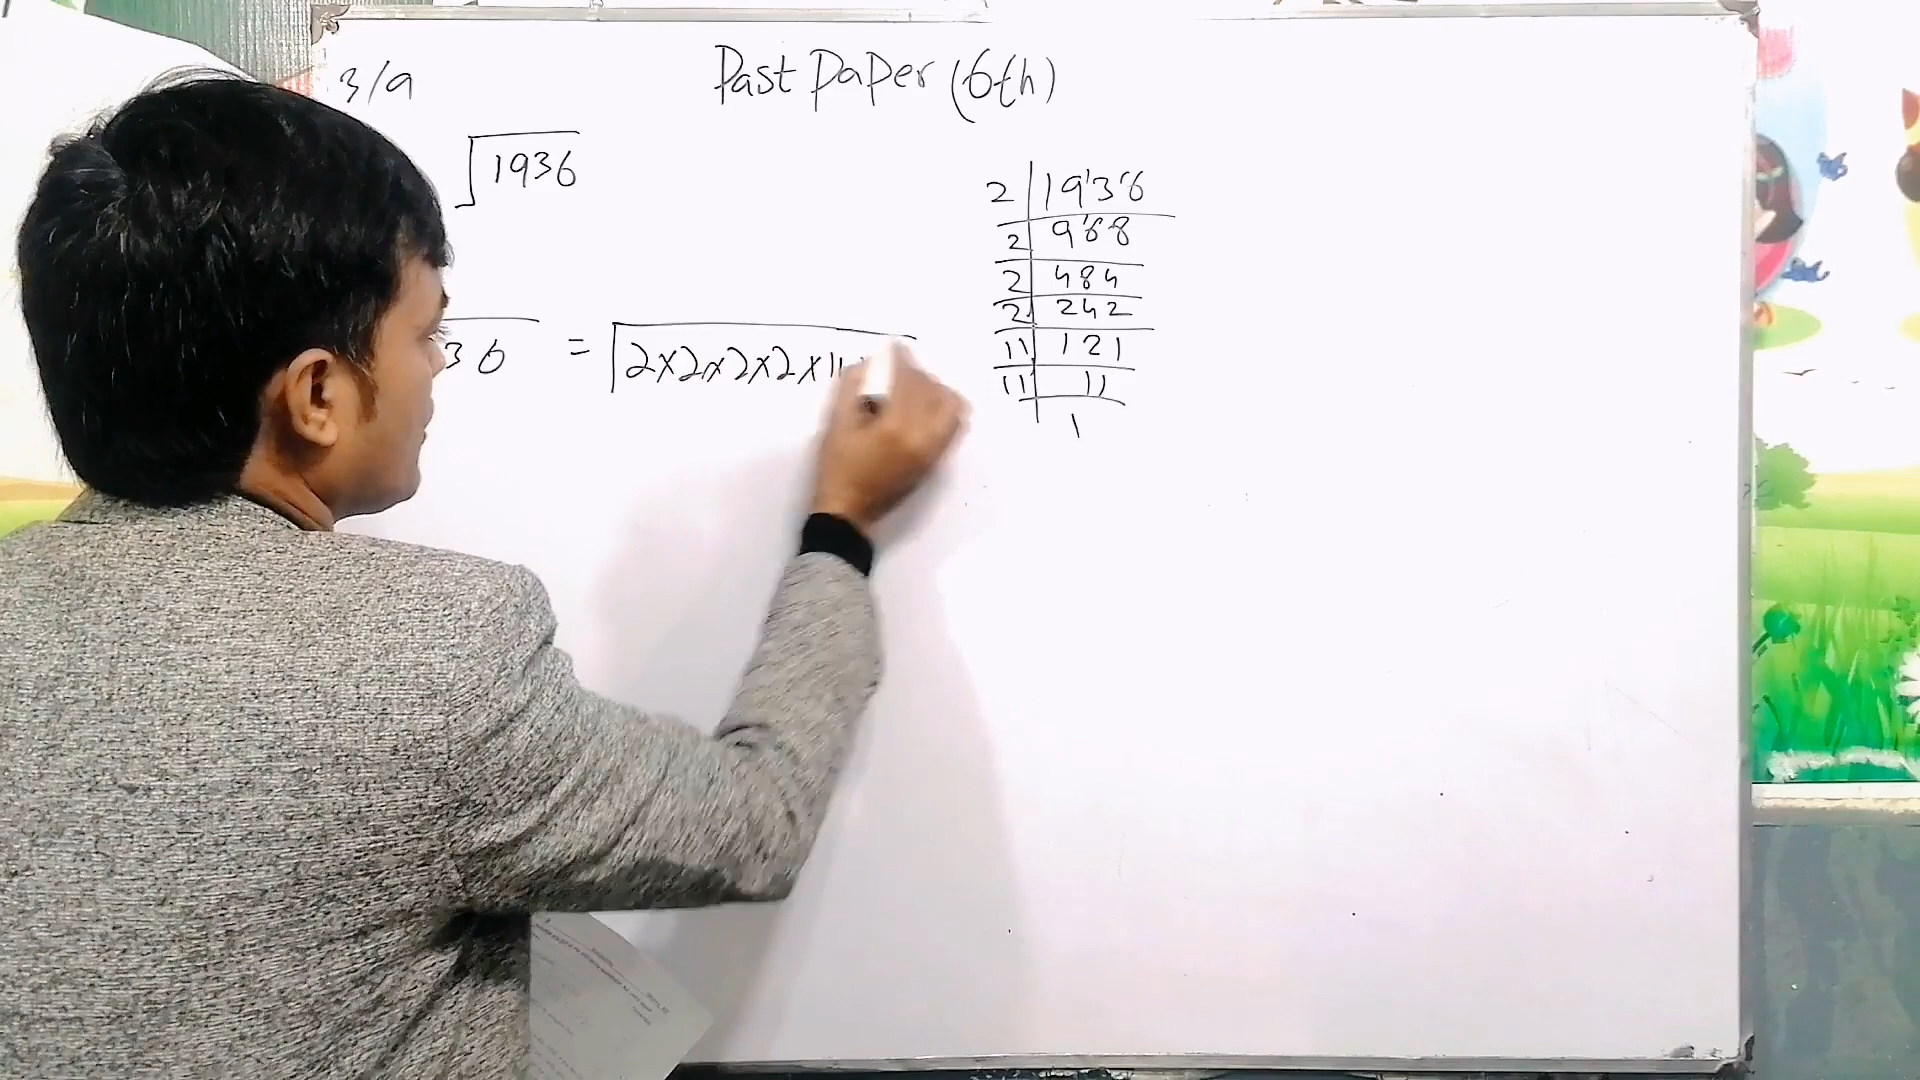 3/a
Past Paper (6th)
√1936
2 | 1936
2 | 968
2 | 484
2 | 242
11 | 121
11 | 11
1
36 = √2×2×2×2×11